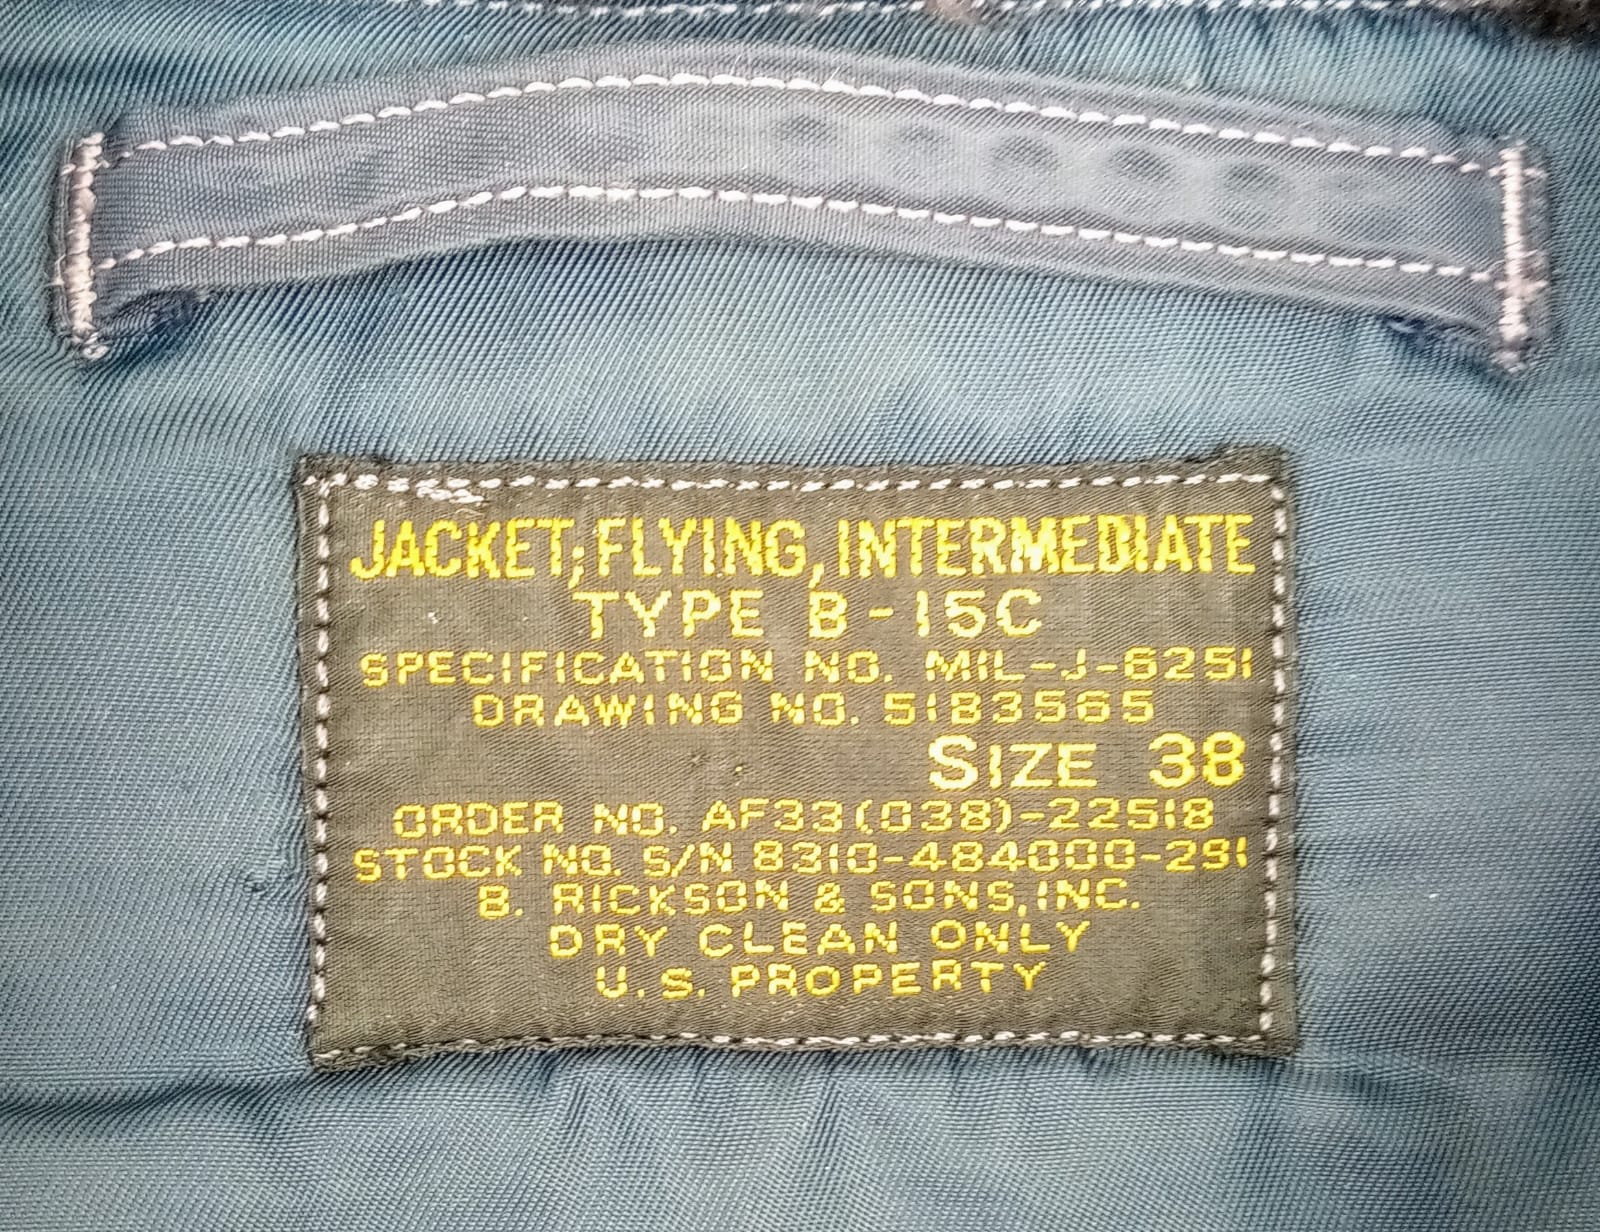 JACKET, FLYING, INTERMEDIATE
TYPE B-15C
SPECIFICATION NO. MIL-J-6251
DRAWING NO. 51B3565
SIZE 38
ORDER NO. AF33(038)-22518
STOCK NO. S/N 8310-484000-291
B. RICKSON & SONS, INC.
DRY CLEAN ONLY
U.S. PROPERTY